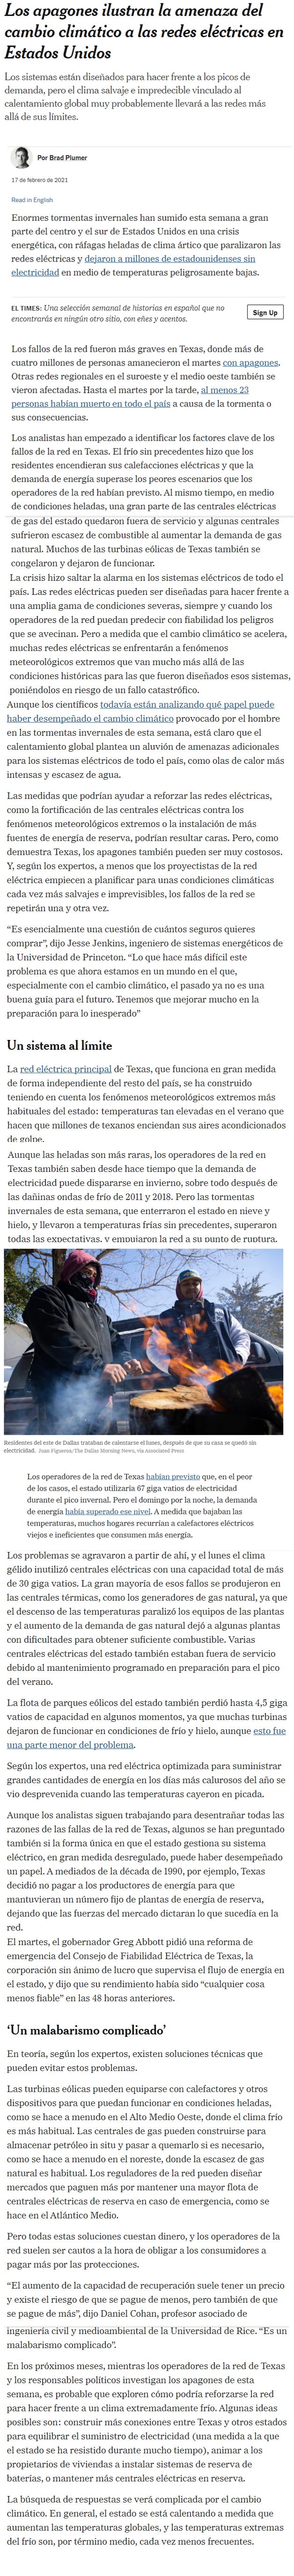 Los apagones ilustran la amenaza del
cambio climático a las redes eléctricas en
Estados Unidos
Los sistemas están diseñados para hacer frente a los picos de
demanda, pero el clima salvaje e impredecible vinculado al
calentamiento global muy probablemente llevará a las redes más
allá de sus límites.
Por Brad Plumer
17 de febrero de 2021
Read in English
Enormes tormentas invernales han sumido esta semana a gran
parte del centro y el sur de Estados Unidos en una crisis
energética, con ráfagas heladas de clima ártico que paralizaron las
redes eléctricas y dejaron a millones de estadounidenses sin
electricidad en medio de temperaturas peligrosamente bajas.
EL TIMES: Una selección semanal de historias en español que no
encontrarás en ningún otro sitio, con eñes y acentos.
Sign Up
Los fallos de la red fueron más graves en Texas, donde más de
cuatro millones de personas amanecieron el martes con apagones.
Otras redes regionales en el suroeste y el medio oeste también se
vieron afectadas. Hasta el martes por la tarde, al menos 23
personas habían muerto en todo el país a causa de la tormenta o
sus consecuencias.
Los analistas han empezado a identificar los factores clave de los
fallos de la red en Texas. El frío sin precedentes hizo que los
residentes encendieran sus calefacciones eléctricas y que la
demanda de energía superase los peores escenarios que los
operadores de la red habían previsto. Al mismo tiempo, en medio
de condiciones heladas, una gran parte de las centrales eléctricas
de gas del estado quedaron fuera de servicio y algunas centrales
sufrieron escasez de combustible al aumentar la demanda de gas
natural. Muchos de las turbinas eólicas de Texas también se
congelaron y dejaron de funcionar.
La crisis hizo saltar la alarma en los sistemas eléctricos de todo el
país. Las redes eléctricas pueden ser diseñadas para hacer frente a
una amplia gama de condiciones severas, siempre y cuando los
operadores de la red puedan predecir con fiabilidad los peligros
que se avecinan. Pero a medida que el cambio climático se acelera,
muchas redes eléctricas se enfrentarán a fenómenos
meteorológicos extremos que van mucho más allá de las
condiciones históricas para las que fueron diseñados esos sistemas,
poniéndolos en riesgo de un fallo catastrófico.
Aunque los científicos todavía están analizando qué papel puede
haber desempeñado el cambio climático provocado por el hombre
en las tormentas invernales de esta semana, está claro que el
calentamiento global plantea un aluvión de amenazas adicionales
para los sistemas eléctricos de todo el país, como olas de calor más
intensas y escasez de agua.
Las medidas que podrían ayudar a reforzar las redes eléctricas,
como la fortificación de las centrales eléctricas contra los
fenómenos meteorológicos extremos o la instalación de más
fuentes de energía de reserva, podrían resultar caras. Pero, como
demuestra Texas, los apagones también pueden ser muy costosos.
Y, según los expertos, a menos que los proyectistas de la red
eléctrica empiecen a planificar para unas condiciones climáticas
cada vez más salvajes e imprevisibles, los fallos de la red se
repetirán una y otra vez.
“Es esencialmente una cuestión de cuántos seguros quieres
comprar”, dijo Jesse Jenkins, ingeniero de sistemas energéticos de
la Universidad de Princeton. “Lo que hace más difícil este
problema es que ahora estamos en un mundo en el que,
especialmente con el cambio climático, el pasado ya no es una
buena guía para el futuro. Tenemos que mejorar mucho en la
preparación para lo inesperado”
Un sistema al límite
La red eléctrica principal de Texas, que funciona en gran medida
de forma independiente del resto del país, se ha construido
teniendo en cuenta los fenómenos meteorológicos extremos más
habituales del estado: temperaturas tan elevadas en el verano que
hacen que millones de texanos enciendan sus aires acondicionados
de golpe.
Aunque las heladas son más raras, los operadores de la red en
Texas también saben desde hace tiempo que la demanda de
electricidad puede dispararse en invierno, sobre todo después de
las dañinas ondas de frío de 2011 y 2018. Pero las tormentas
invernales de esta semana, que enterraron el estado en nieve y
hielo, y llevaron a temperaturas frías sin precedentes, superaron
todas las expectativas, y empujaron la red a su punto de ruptura.
Residentes del este de Dallas trataban de calentarse el lunes, después de que su casa se quedó sin
electricidad. Juan Figueroa/The Dallas Morning News, vía Associated Press
Los operadores de la red de Texas habían previsto que, en el peor
de los casos, el estado utilizaría 67 giga vatios de electricidad
durante el pico invernal. Pero el domingo por la noche, la demanda
de energía había superado ese nivel. A medida que bajaban las
temperaturas, muchos hogares recurrían a calefactores eléctricos
viejos e ineficientes que consumen más energía.
Los problemas se agravaron a partir de ahí, y el lunes el clima
gélido inutilizó centrales eléctricas con una capacidad total de más
de 30 giga vatios. La gran mayoría de esos fallos se produjeron en
las centrales térmicas, como los generadores de gas natural, ya que
el descenso de las temperaturas paralizó los equipos de las plantas
y el aumento de la demanda de gas natural dejó a algunas plantas
con dificultades para obtener suficiente combustible. Varias
centrales eléctricas del estado también estaban fuera de servicio
debido al mantenimiento programado en preparación para el pico
del verano.
La flota de parques eólicos del estado también perdió hasta 4,5 giga
vatios de capacidad en algunos momentos, ya que muchas turbinas
dejaron de funcionar en condiciones de frío y hielo, aunque esto fue
una parte menor del problema.
Según los expertos, una red eléctrica optimizada para suministrar
grandes cantidades de energía en los días más calurosos del año se
vio desprevenida cuando las temperaturas cayeron en picada.
Aunque los analistas siguen trabajando para desentrañar todas las
razones de las fallas de la red de Texas, algunos se han preguntado
también si la forma única en que el estado gestiona su sistema
eléctrico, en gran medida desregulado, puede haber desempeñado
un papel. A mediados de la década de 1990, por ejemplo, Texas
decidió no pagar a los productores de energía para que
mantuvieran un número fijo de plantas de energía de reserva,
dejando que las fuerzas del mercado dictaran lo que sucedía en la
red.
El martes, el gobernador Greg Abbott pidió una reforma de
emergencia del Consejo de Fiabilidad Eléctrica de Texas, la
corporación sin ánimo de lucro que supervisa el flujo de energía en
el estado, y dijo que su rendimiento había sido “cualquier cosa
menos fiable” en las 48 horas anteriores.
‘Un malabarismo complicado’
En teoría, según los expertos, existen soluciones técnicas que
pueden evitar estos problemas.
Las turbinas eólicas pueden equiparse con calefactores y otros
dispositivos para que puedan funcionar en condiciones heladas,
como se hace a menudo en el Alto Medio Oeste, donde el clima frío
es más habitual. Las centrales de gas pueden construirse para
almacenar petróleo in situ y pasar a quemarlo si es necesario,
como se hace a menudo en el noreste, donde la escasez de gas
natural es habitual. Los reguladores de la red pueden diseñar
mercados que paguen más por mantener una mayor flota de
centrales eléctricas de reserva en caso de emergencia, como se
hace en el Atlántico Medio.
Pero todas estas soluciones cuestan dinero, y los operadores de la
red suelen ser cautos a la hora de obligar a los consumidores a
pagar más por las protecciones.
“El aumento de la capacidad de recuperación suele tener un precio
y existe el riesgo de que se pague de menos, pero también de que
se pague de más”, dijo Daniel Cohan, profesor asociado de
ingeniería civil y medioambiental de la Universidad de Rice. “Es un
malabarismo complicado”.
En los próximos meses, mientras los operadores de la red de Texas
y los responsables políticos investigan los apagones de esta
semana, es probable que exploren cómo podría reforzarse la red
para hacer frente a un clima extremadamente frío. Algunas ideas
posibles son: construir más conexiones entre Texas y otros estados
para equilibrar el suministro de electricidad (una medida a la que
el estado se ha resistido durante mucho tiempo), animar a los
propietarios de viviendas a instalar sistemas de reserva de
baterías, o mantener más centrales eléctricas en reserva.
La búsqueda de respuestas se verá complicada por el cambio
climático. En general, el estado se está calentando a medida que
aumentan las temperaturas globales, y las temperaturas extremas
del frío son, por término medio, cada vez menos frecuentes.